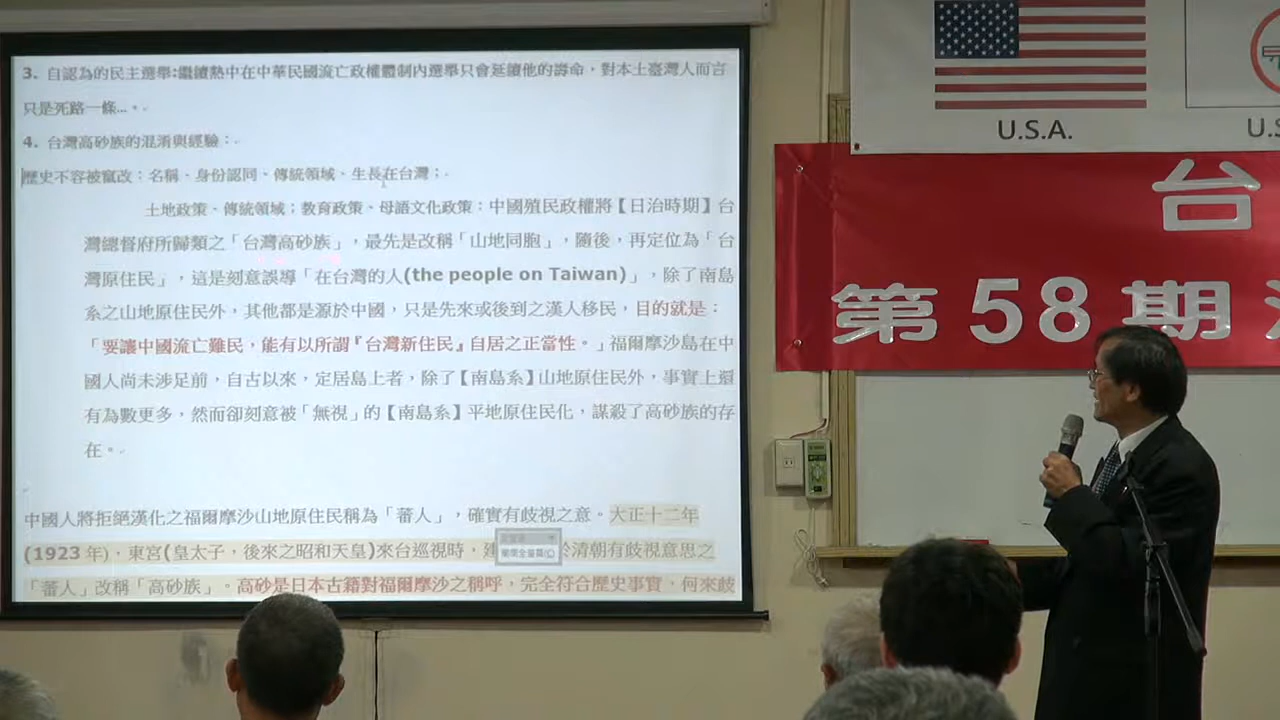 3. 自認為的民主選舉:繼續熱中在中華民國流亡政權體制內選舉只會延續他的壽命，對本土臺灣人而言
只是死路一條…。
4. 台灣高砂族的混淆與經驗：
歷史不容被竄改：名稱、身份認同、傳統領域、生長在台灣；
土地政策、傳統領域；教育政策、母語文化政策：中國殖民政權將【日治時期】台
灣總督府所歸類之「台灣高砂族」，最先是改稱「山地同胞」，隨後，再定位為「台
灣原住民」，這是刻意誤導「在台灣的人(the people on Taiwan)」，除了南島
系之山地原住民外，其他都是源於中國，只是先來或後到之漢人移民，目的就是：
「要讓中國流亡難民，能有以所謂『台灣新住民』自居之正當性。」福爾摩沙島在中
國人尚未涉足前，自古以來，定居島上者，除了【南島系】山地原住民外，事實上還
有為數更多，然而卻刻意被「無視」的【南島系】平地原住民化，謀殺了高砂族的存
在。
中國人將拒絕漢化之福爾摩沙山地原住民稱為「蕃人」，確實有歧視之意。大正十二年
(1923 年)，東宮(皇太子，後來之昭和天皇)來台巡視時，建 於清朝有歧視意思之
「蕃人」改稱「高砂族」。高砂是日本古籍對福爾摩沙之稱呼，完全符合歷史事實，何來歧
U.S.A.
U.S
台
第 58 期